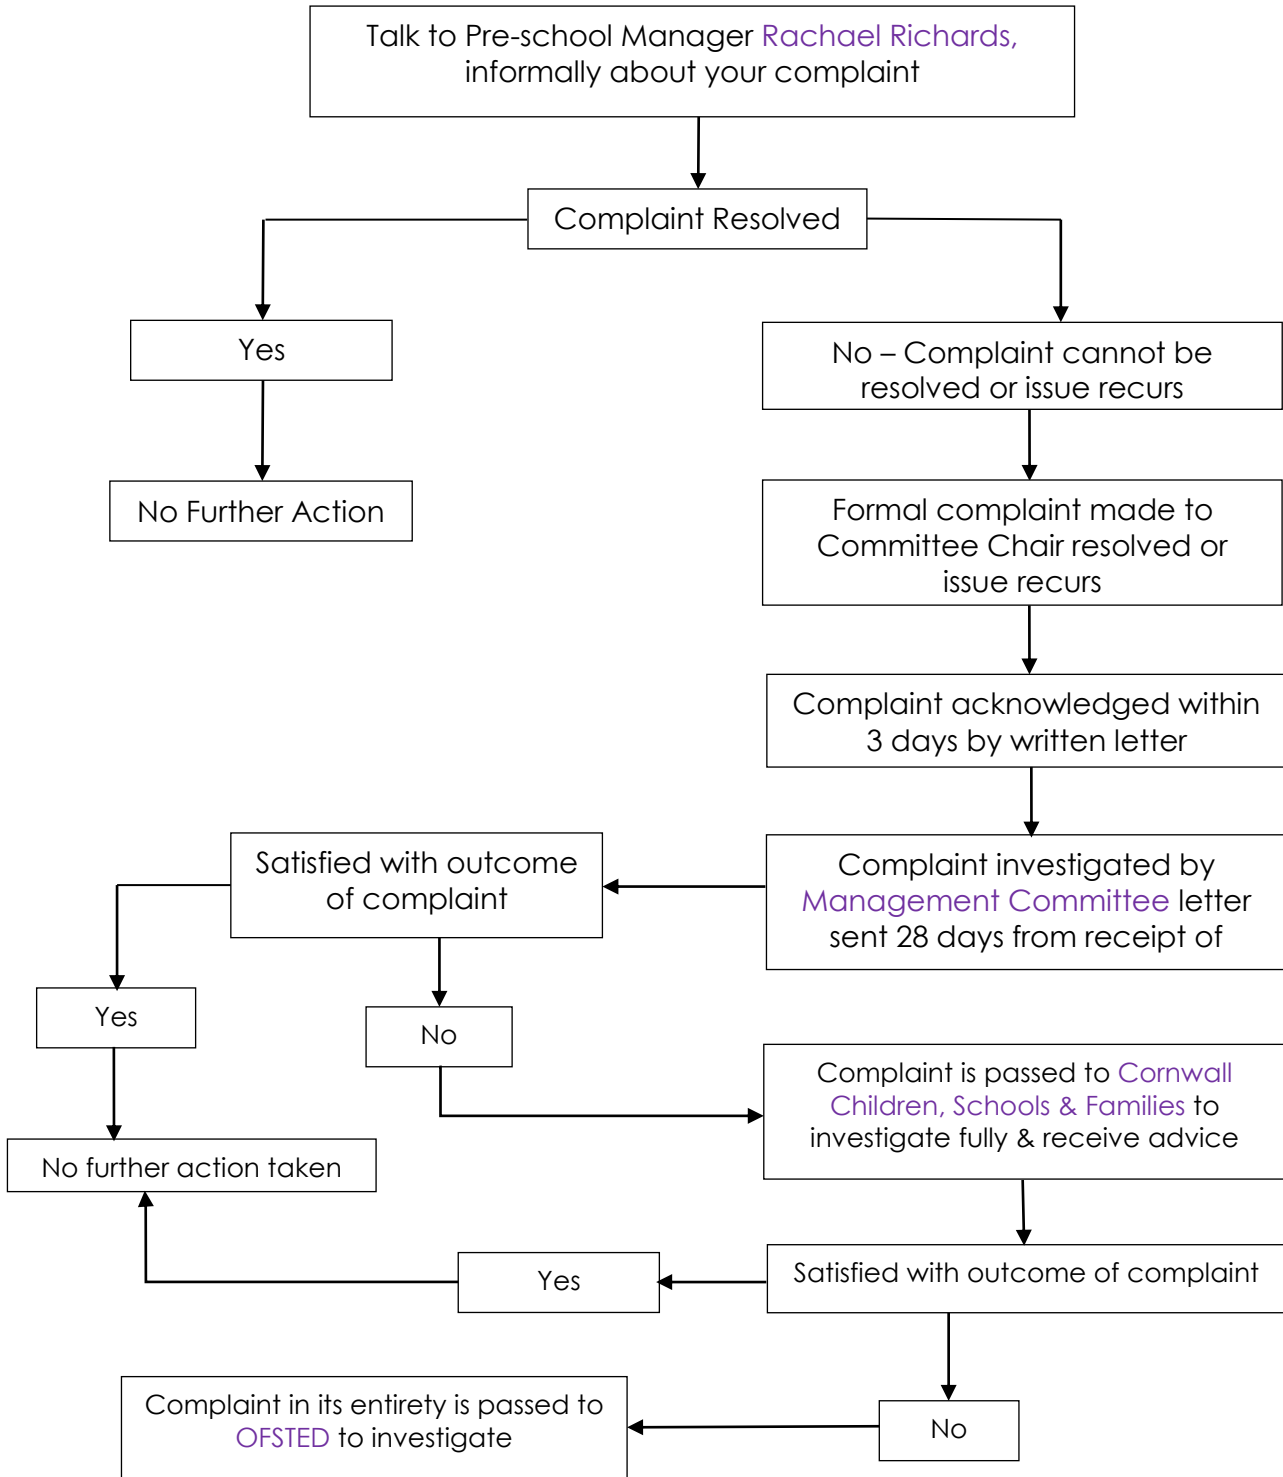 Talk to Pre-school Manager Rachael Richards,
informally about your complaint
Complaint Resolved
Yes
No – Complaint cannot be
resolved or issue recurs
No Further Action
Formal complaint made to
Committee Chair resolved or
issue recurs
Complaint acknowledged within
3 days by written letter
Satisfied with outcome
of complaint
Complaint investigated by
Management Committee letter
sent 28 days from receipt of
Yes
No
Complaint is passed to Cornwall
Children, Schools & Families to
investigate fully & receive advice
No further action taken
Yes
Satisfied with outcome of complaint
Complaint in its entirety is passed to
OFSTED to investigate
No